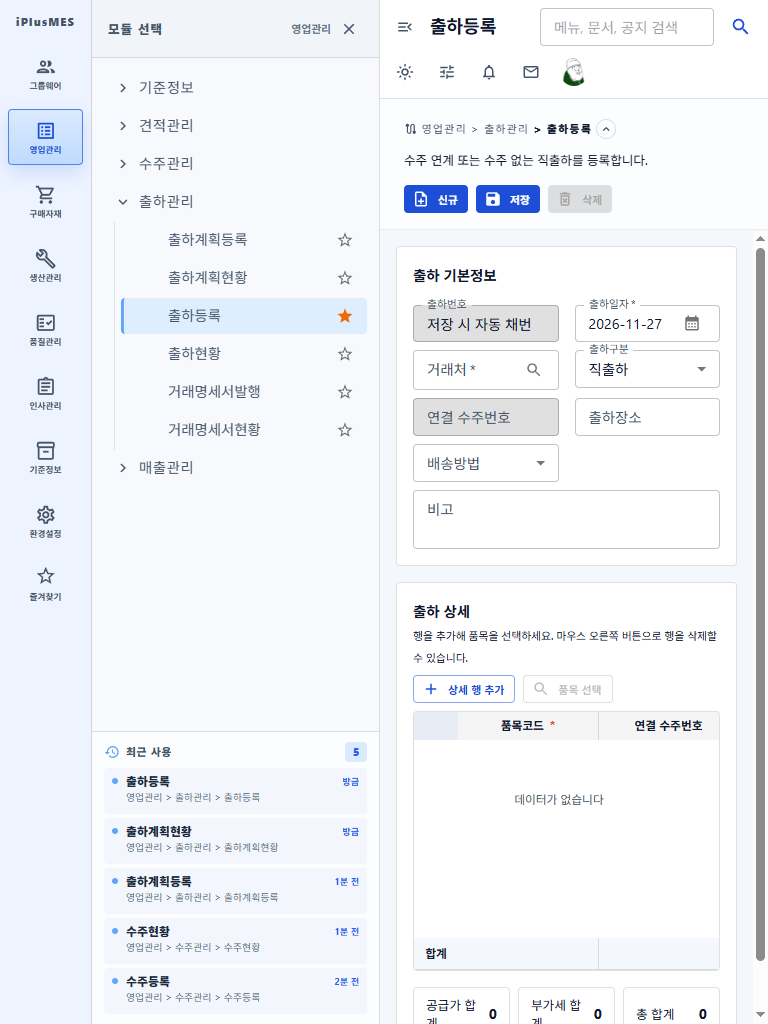 iPlusMES
그룹웨어
영업관리
구매자재
생산관리
품질관리
인사관리
기준정보
환경설정
즐겨찾기
모듈 선택
영업관리
기준정보
견적관리
수주관리
출하관리
출하계획등록
출하계획현황
출하등록
출하현황
거래명세서발행
거래명세서현황
매출관리
최근 사용
5
출하등록
방금
영업관리 > 출하관리 > 출하등록
출하계획현황
방금
영업관리 > 출하관리 > 출하계획현황
출하계획등록
1분 전
영업관리 > 출하관리 > 출하계획등록
수주현황
1분 전
영업관리 > 수주관리 > 수주현황
수주등록
2분 전
영업관리 > 수주관리 > 수주등록
출하등록
메뉴, 문서, 공지 검색
영업관리 > 출하관리 > 출하등록
수주 연계 또는 수주 없는 직출하를 등록합니다.
신규
저장
삭제
출하 기본정보
출하번호
저장 시 자동 채번
출하일자 *
2026-11-27
거래처 *
출하구분
직출하
연결 수주번호
출하장소
배송방법
비고
출하 상세
행을 추가해 품목을 선택하세요. 마우스 오른쪽 버튼으로 행을 삭제할
수 있습니다.
상세 행 추가
품목 선택
품목코드 *
연결 수주번호
데이터가 없습니다
합계
공급가 합
계
0
부가세 합
계
0
총 합계
0